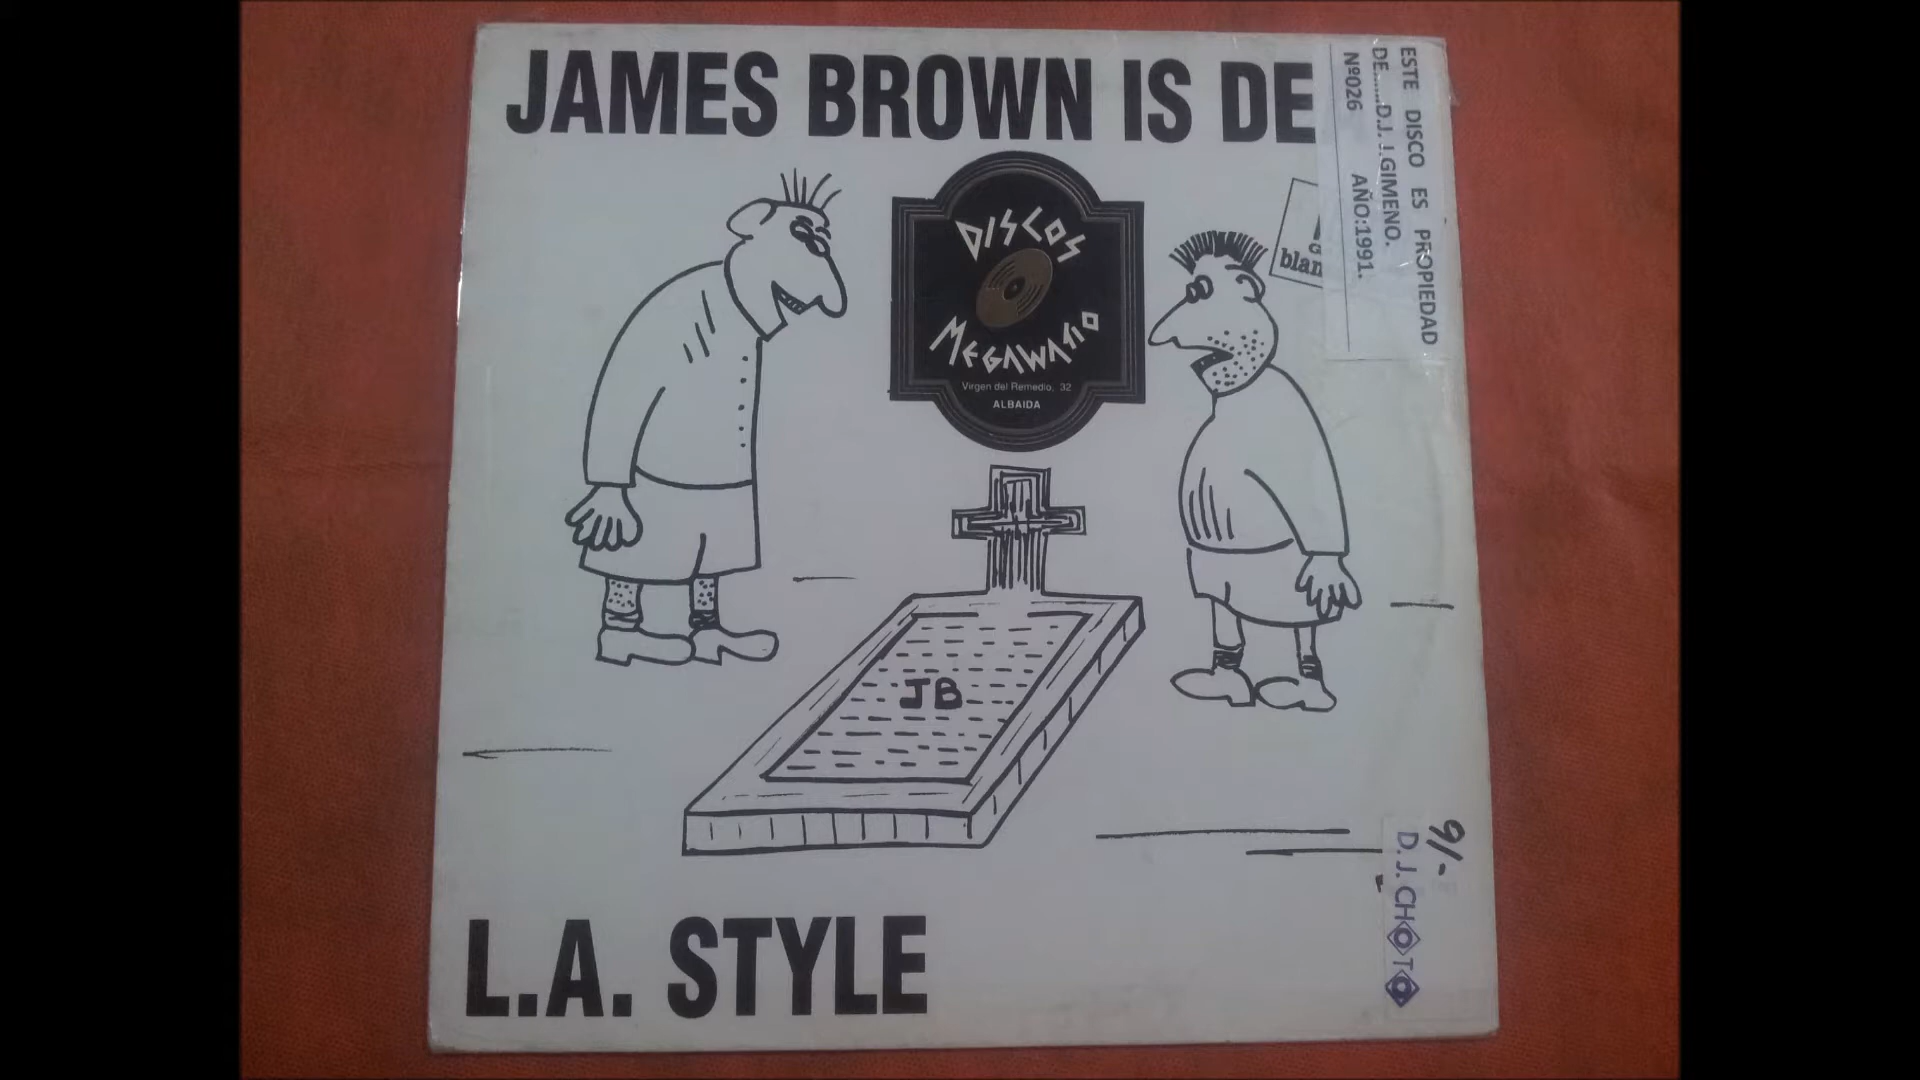 JAMES BROWN IS DE
ESTE DISCO ES PROPIEDAD
DE......D.J. J.GIMENO.
Nº026 AÑO:1991.
DISCOS
MEGAWATIO
Virgen del Remedio, 32
ALBAIDA
blan
JB
9/-
D.J. CHOTO
L.A. STYLE